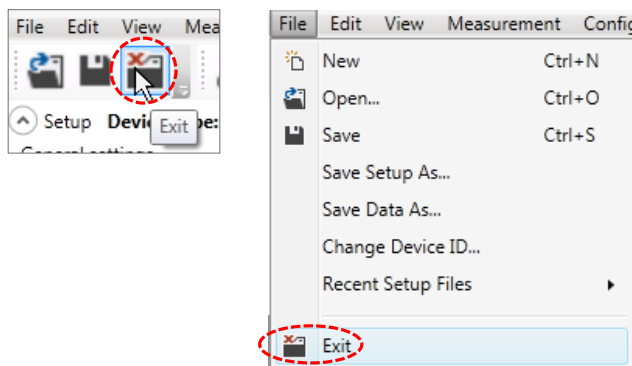 File Edit View Mea
Setup Devi pe:
Exit
File Edit View Measurement Config
New Ctrl+N
Open... Ctrl+O
Save Ctrl+S
Save Setup As...
Save Data As...
Change Device ID...
Recent Setup Files
Exit